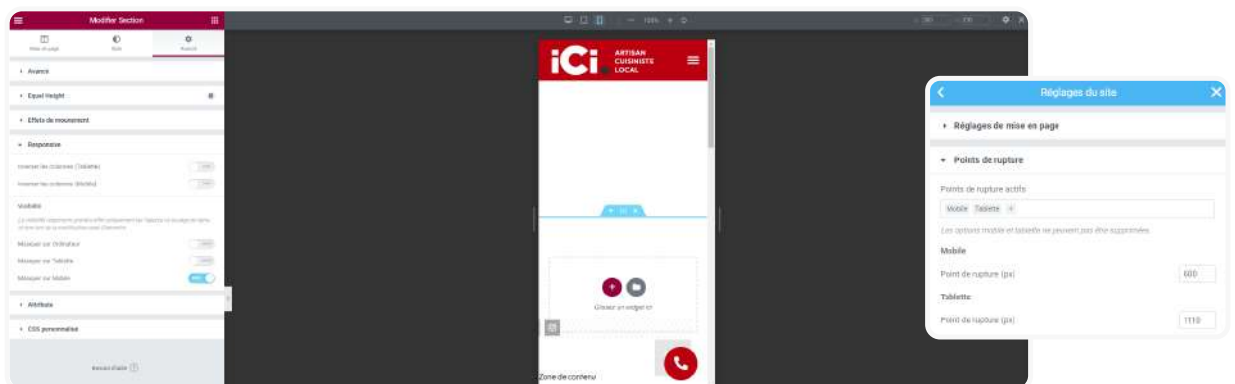 Modifier Section
Style
Avancé
Avancé
Equal Height
Effets de mouvement
Responsive
Inverser les colonnes (Tablette)
Inverser les colonnes (Mobile)
Visibilité
Masquer sur Ordinateur
Masquer sur Tablette
Masquer sur Mobile
Attributs
CSS personnalisé
Besoin d'aide
100%
iCi.
ARTISAN
CUISINISTE
LOCAL
Glisser un widget ici
Zone de contenu
Réglages du site
Réglages de mise en page
Points de rupture
Points de rupture actifs
Mobile Tablette +
Les options mobile et tablette ne peuvent pas être supprimées.
Mobile
Point de rupture (px) 600
Tablette
Point de rupture (px) 1110